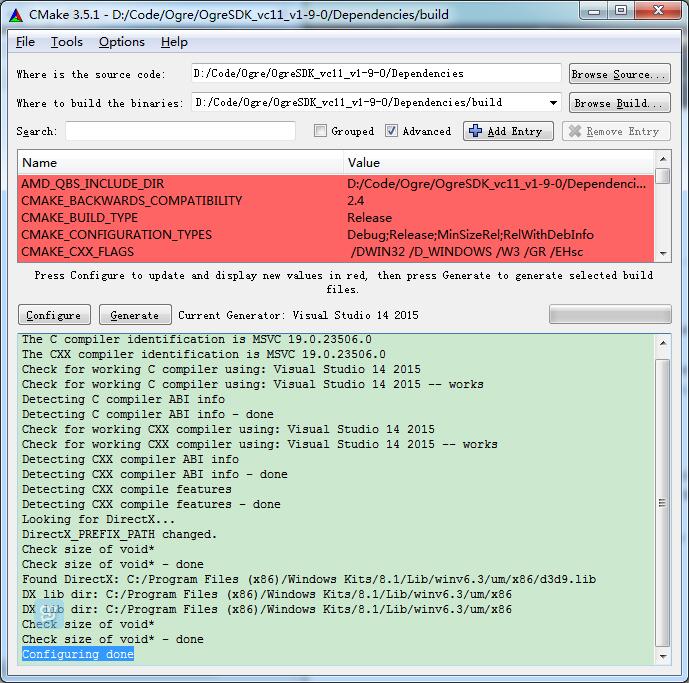 CMake 3.5.1 - D:/Code/Ogre/OgreSDK_vc11_v1-9-0/Dependencies/build
File Tools Options Help
Where is the source code: D:/Code/Ogre/OgreSDK_vc11_v1-9-0/Dependencies Browse Source...
Where to build the binaries: D:/Code/Ogre/OgreSDK_vc11_v1-9-0/Dependencies/build Browse Build...
Search: Grouped Advanced Add Entry Remove Entry
Name Value
AMD_QBS_INCLUDE_DIR D:/Code/Ogre/OgreSDK_vc11_v1-9-0/Dependenci...
CMAKE_BACKWARDS_COMPATIBILITY 2.4
CMAKE_BUILD_TYPE Release
CMAKE_CONFIGURATION_TYPES Debug;Release;MinSizeRel;RelWithDebInfo
CMAKE_CXX_FLAGS /DWIN32 /D_WINDOWS /W3 /GR /EHsc
Press Configure to update and display new values in red, then press Generate to generate selected build
files.
Configure Generate Current Generator: Visual Studio 14 2015
The C compiler identification is MSVC 19.0.23506.0
The CXX compiler identification is MSVC 19.0.23506.0
Check for working C compiler using: Visual Studio 14 2015
Check for working C compiler using: Visual Studio 14 2015 -- works
Detecting C compiler ABI info
Detecting C compiler ABI info - done
Check for working CXX compiler using: Visual Studio 14 2015
Check for working CXX compiler using: Visual Studio 14 2015 -- works
Detecting CXX compiler ABI info
Detecting CXX compiler ABI info - done
Detecting CXX compile features
Detecting CXX compile features - done
Looking for DirectX...
DirectX_PREFIX_PATH changed.
Check size of void*
Check size of void* - done
Found DirectX: C:/Program Files (x86)/Windows Kits/8.1/Lib/winv6.3/um/x86/d3d9.lib
DX lib dir: C:/Program Files (x86)/Windows Kits/8.1/Lib/winv6.3/um/x86
DX lib dir: C:/Program Files (x86)/Windows Kits/8.1/Lib/winv6.3/um/x86
Check size of void*
Check size of void* - done
Configuring done